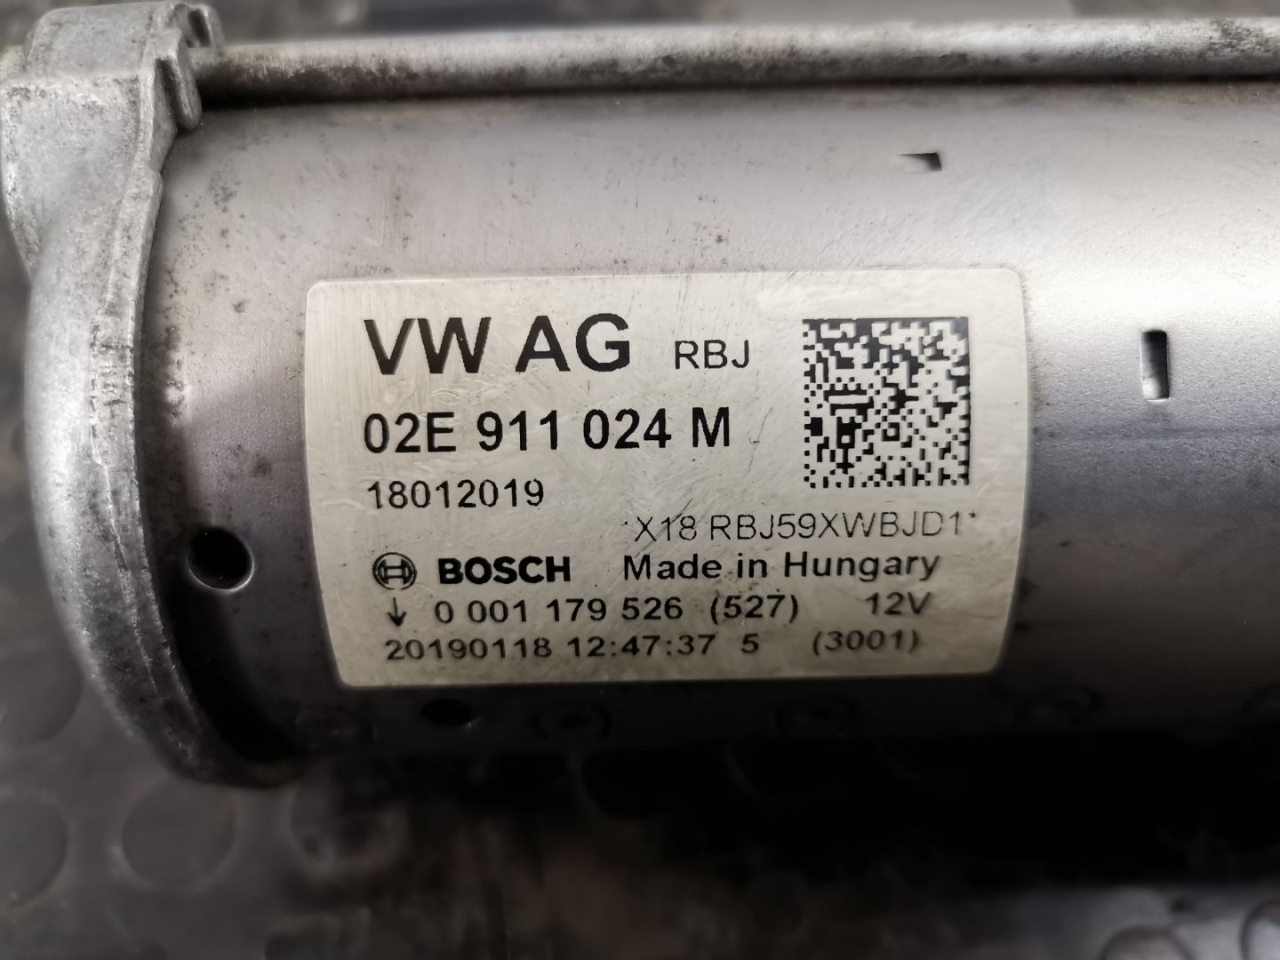 VW AG RBJ
02E 911 024 M
18012019
*X18 RBJ59XWBJD1*
BOSCH Made in Hungary
↓ 0 001 179 526 (527) 12V
20190118 12:47:37 5 (3001)